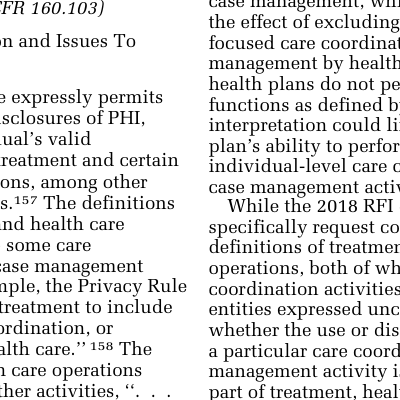 CFR 160.103)
on and Issues To
e expressly permits
isclosures of PHI,
ual's valid
treatment and certain
ons, among other
s.¹⁵⁷ The definitions
nd health care
some care
case management
mple, the Privacy Rule
treatment to include
ordination, or
alth care.'' ¹⁵⁸ The
h care operations
ther activities, ‘‘. . .
case management, whi
the effect of excluding
focused care coordinat
management by health
health plans do not pe
functions as defined b
interpretation could li
plan's ability to perfor
individual-level care c
case management activ
While the 2018 RFI
specifically request co
definitions of treatmen
operations, both of wh
coordination activities
entities expressed unc
whether the use or dis
a particular care coord
management activity i
part of treatment, heal